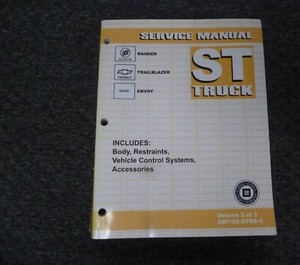 SERVICE MANUAL
RAINIER
TRAILBLAZER
ENVOY
ST
TRUCK
INCLUDES:
Body, Restraints,
Vehicle Control Systems,
Accessories
Volume 3 of 3